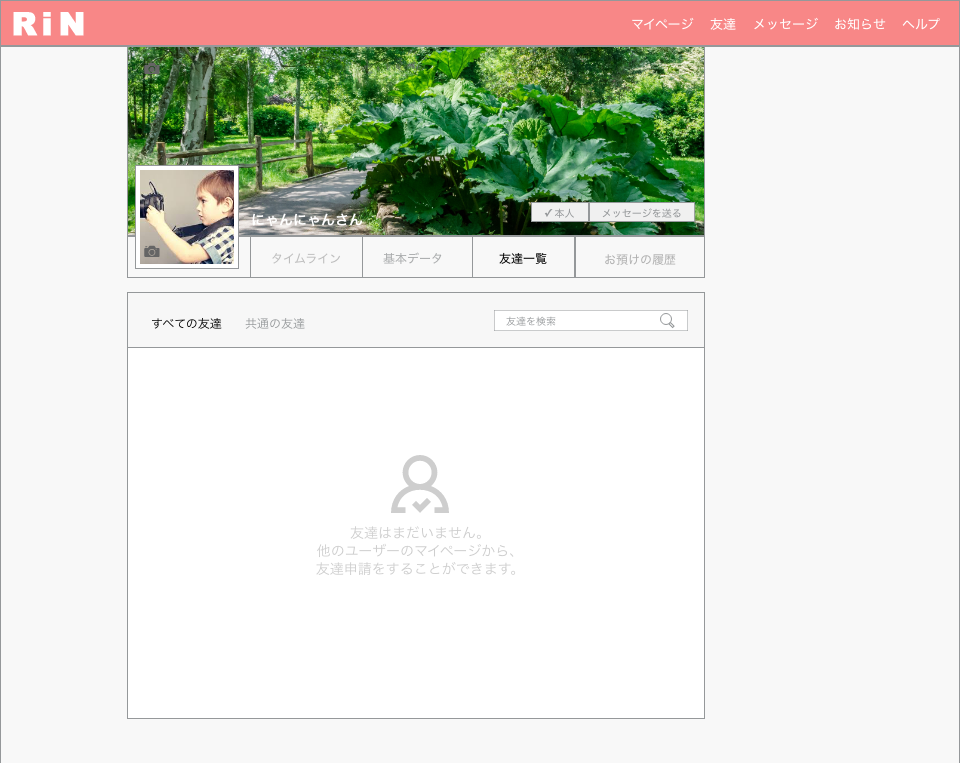 RiN
マイページ 友達 メッセージ お知らせ ヘルプ
にゃんにゃんさん
✓本人 メッセージを送る
タイムライン 基本データ 友達一覧 お預けの履歴
すべての友達 共通の友達 友達を検索
友達はまだいません。
他のユーザーのマイページから、
友達申請をすることができます。